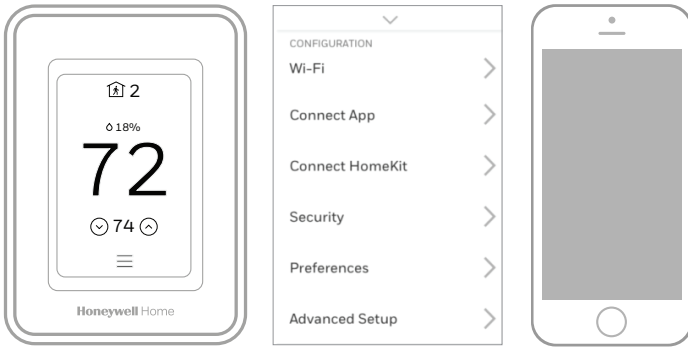 2
18%
72
74
Honeywell Home
CONFIGURATION
Wi-Fi
Connect App
Connect HomeKit
Security
Preferences
Advanced Setup